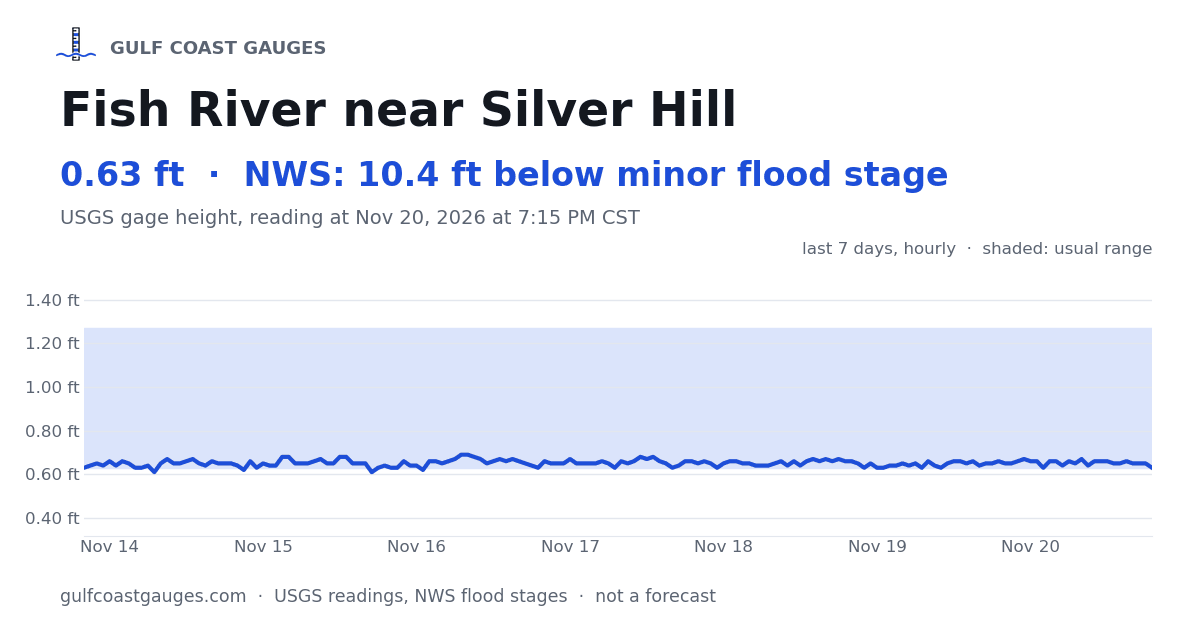 GULF COAST GAUGES
Fish River near Silver Hill
0.63 ft · NWS: 10.4 ft below minor flood stage
USGS gage height, reading at Nov 20, 2026 at 7:15 PM CST
last 7 days, hourly · shaded: usual range
1.40 ft
1.20 ft
1.00 ft
0.80 ft
0.60 ft
0.40 ft
Nov 14 Nov 15 Nov 16 Nov 17 Nov 18 Nov 19 Nov 20
gulfcoastgauges.com · USGS readings, NWS flood stages · not a forecast